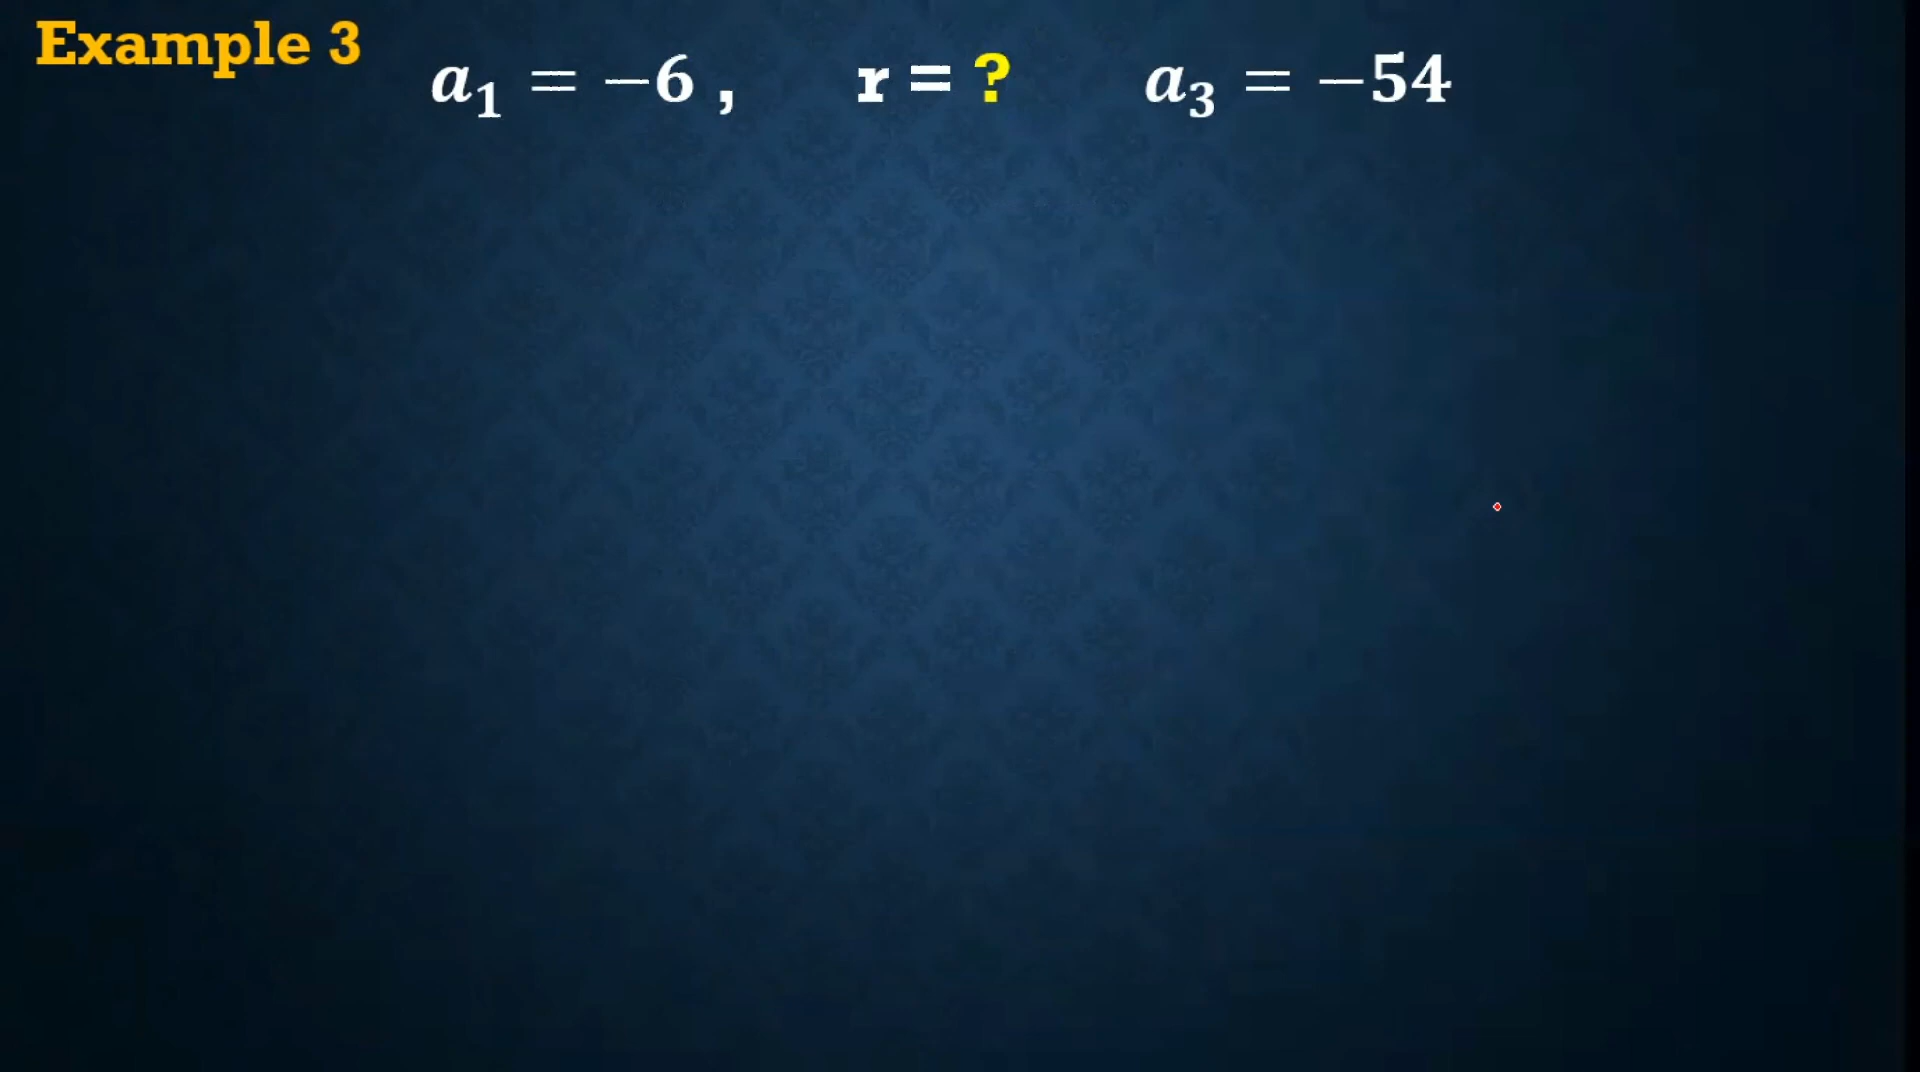 Example 3
a₁ = −6 , r = ? a₃ = −54